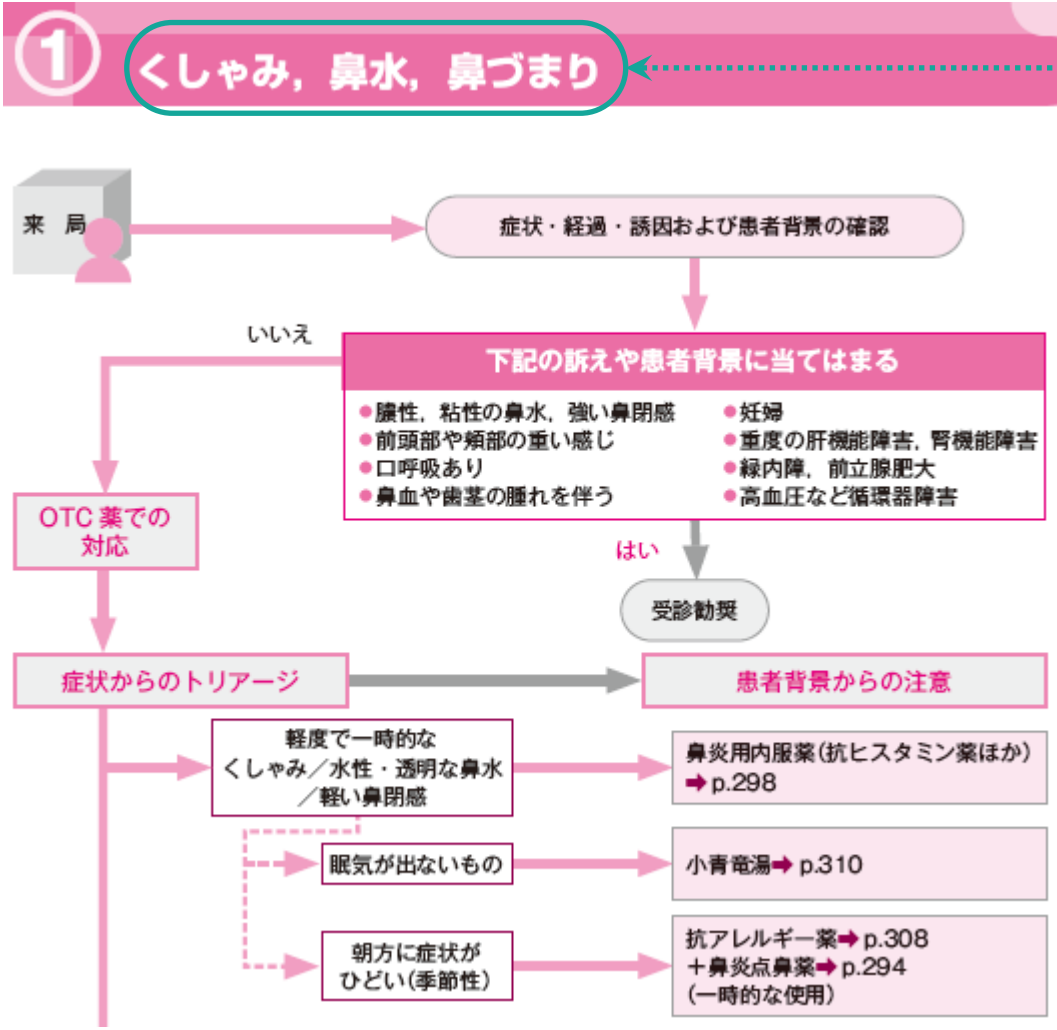 ①
くしゃみ，鼻水，鼻づまり
来 局
症状・経過・誘因および患者背景の確認
いいえ
下記の訴えや患者背景に当てはまる
●膿性，粘性の鼻水，強い鼻閉感
●前頭部や頬部の重い感じ
●口呼吸あり
●鼻血や歯茎の腫れを伴う
●妊婦
●重度の肝機能障害，腎機能障害
●緑内障，前立腺肥大
●高血圧など循環器障害
はい
受診勧奨
OTC 薬での
対応
症状からのトリアージ
患者背景からの注意
軽度で一時的な
くしゃみ／水性・透明な鼻水
／軽い鼻閉感
鼻炎用内服薬（抗ヒスタミン薬ほか）
➡ p.298
眠気が出ないもの
小青竜湯➡ p.310
朝方に症状が
ひどい（季節性）
抗アレルギー薬➡ p.308
＋鼻炎点鼻薬➡ p.294
（一時的な使用）